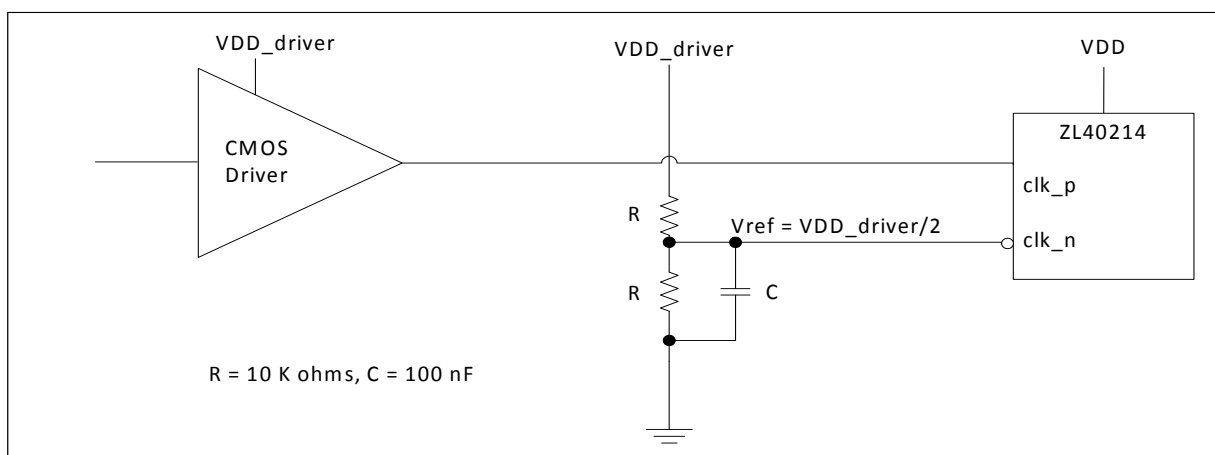 VDD_driver
VDD_driver
VDD
ZL40214
CMOS
Driver
clk_p
R
Vref = VDD_driver/2
clk_n
R
C
R = 10 K ohms, C = 100 nF